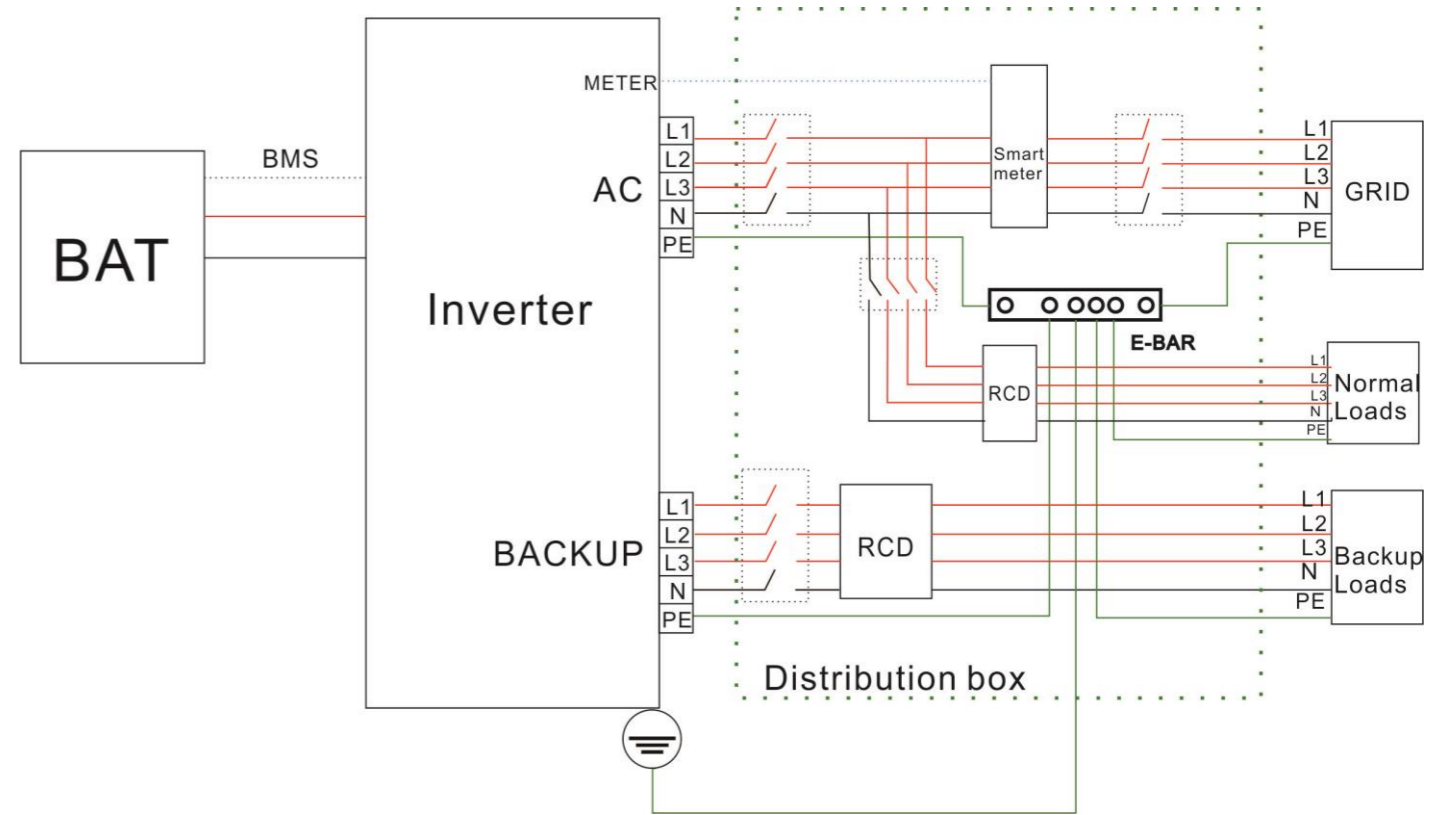 METER
BMS
BAT
Inverter
AC
L1
L2
L3
N
PE
Smart
meter
L1
L2
L3
N
PE
GRID
E-BAR
RCD
L1
L2
L3
N
PE
Normal
Loads
BACKUP
L1
L2
L3
N
PE
RCD
L1
L2
L3
N
PE
Backup
Loads
Distribution box